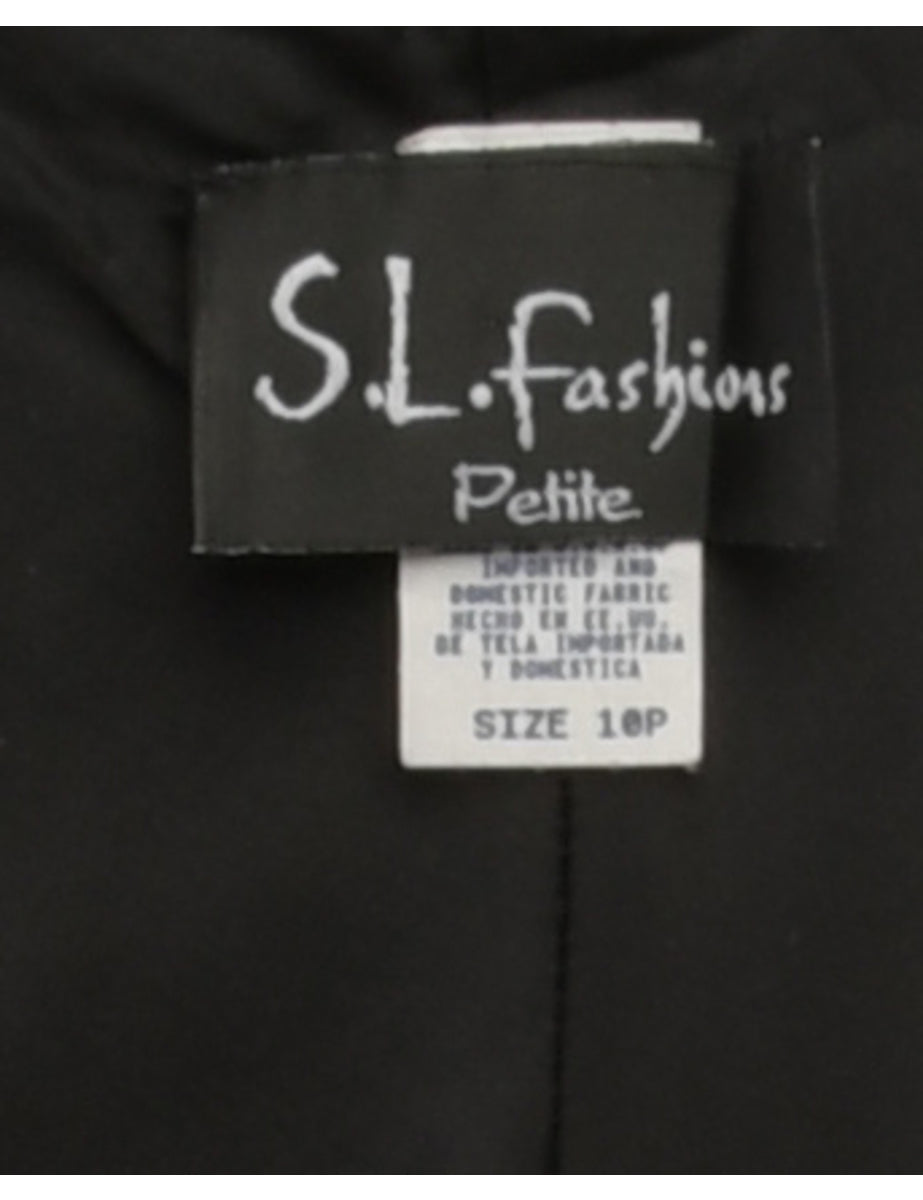 S.L.fashions
Petite
IMPORTED AND
DOMESTIC FABRIC
HECHO EN EE.UU.
DE TELA IMPORTADA
Y DOMESTICA
SIZE 10P